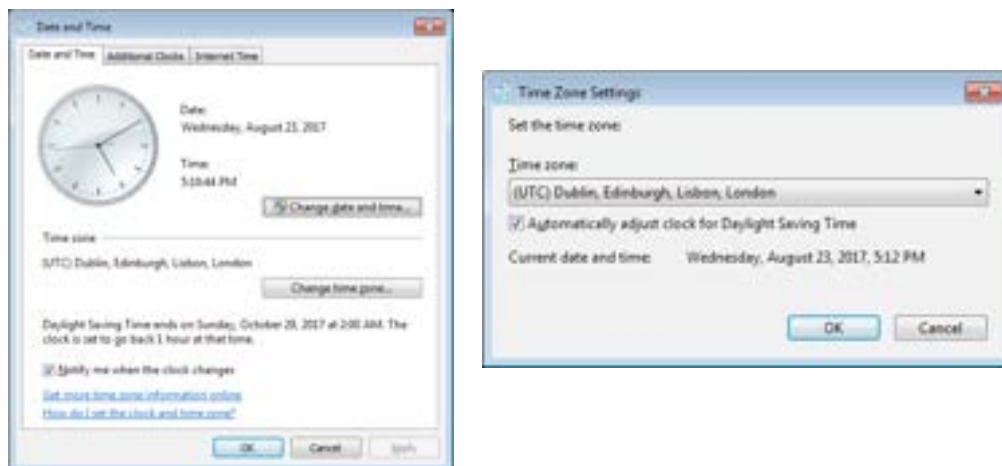 Date and Time
Date and Time Additional Clocks Internet Time
Date:
Wednesday, August 23, 2017
Time:
5:10:44 PM
Change date and time...
Time zone
(UTC) Dublin, Edinburgh, Lisbon, London
Change time zone...
Daylight Saving Time ends on Sunday, October 29, 2017 at 2:00 AM. The
clock is set to go back 1 hour at that time.
Notify me when the clock changes
Get more time zone information online
How do I set the clock and time zone?
OK Cancel Apply
Time Zone Settings
Set the time zone:
Time zone:
(UTC) Dublin, Edinburgh, Lisbon, London
Automatically adjust clock for Daylight Saving Time
Current date and time: Wednesday, August 23, 2017, 5:12 PM
OK Cancel